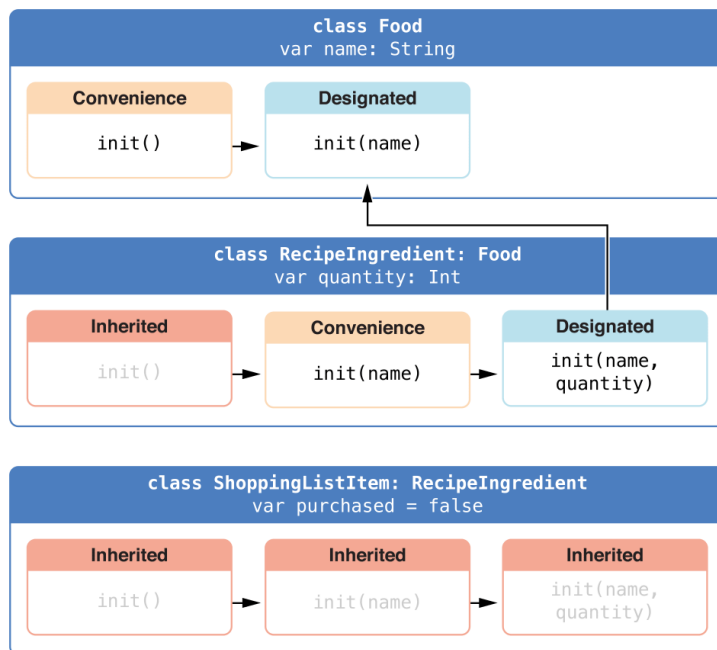 class Food
var name: String
Convenience
Designated
init()
init(name)
class RecipeIngredient: Food
var quantity: Int
Inherited
Convenience
Designated
init()
init(name)
init(name,
quantity)
class ShoppingListItem: RecipeIngredient
var purchased = false
Inherited
Inherited
Inherited
init()
init(name)
init(name,
quantity)